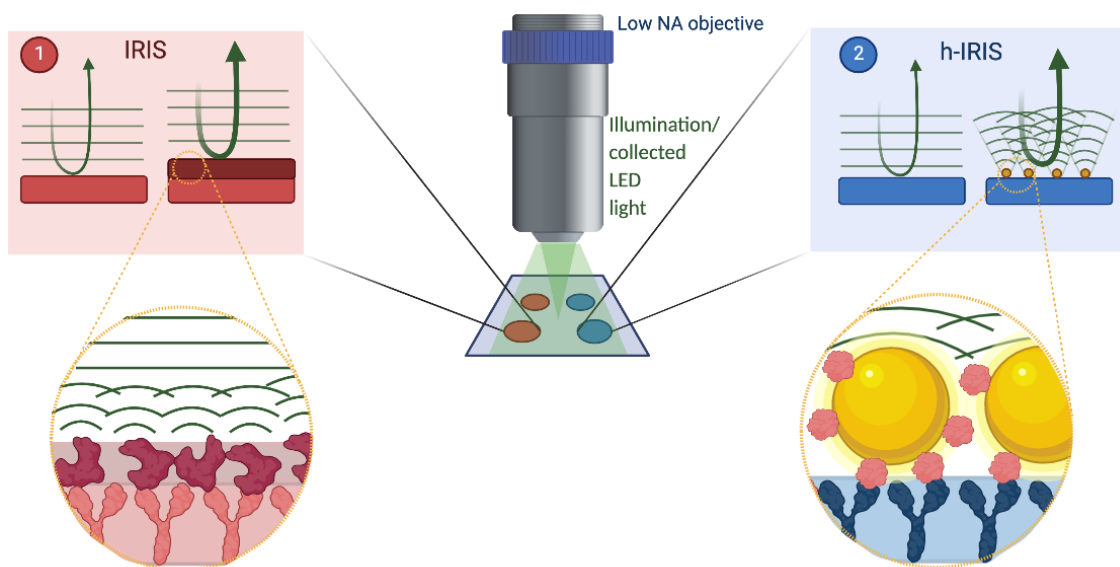 1
IRIS
Low NA objective
Illumination/
collected
LED
light
2
h-IRIS